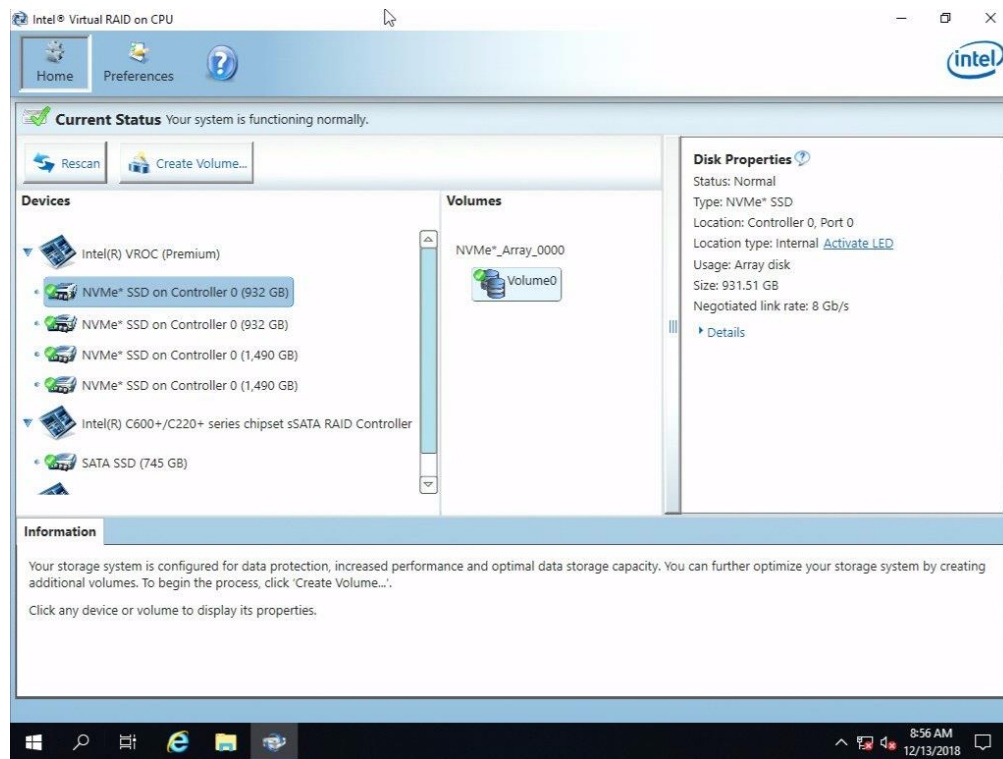 Intel® Virtual RAID on CPU
Home
Preferences
?
intel
Current Status Your system is functioning normally.
Rescan
Create Volume...
Devices
Intel(R) VROC (Premium)
NVMe* SSD on Controller 0 (932 GB)
NVMe* SSD on Controller 0 (932 GB)
NVMe* SSD on Controller 0 (1,490 GB)
NVMe* SSD on Controller 0 (1,490 GB)
Intel(R) C600+/C220+ series chipset sSATA RAID Controller
SATA SSD (745 GB)
Volumes
NVMe*_Array_0000
Volume0
Disk Properties ?
Status: Normal
Type: NVMe* SSD
Location: Controller 0, Port 0
Location type: Internal Activate LED
Usage: Array disk
Size: 931.51 GB
Negotiated link rate: 8 Gb/s
Details
Information
Your storage system is configured for data protection, increased performance and optimal data storage capacity. You can further optimize your storage system by creating
additional volumes. To begin the process, click 'Create Volume...'.
Click any device or volume to display its properties.
8:56 AM
12/13/2018